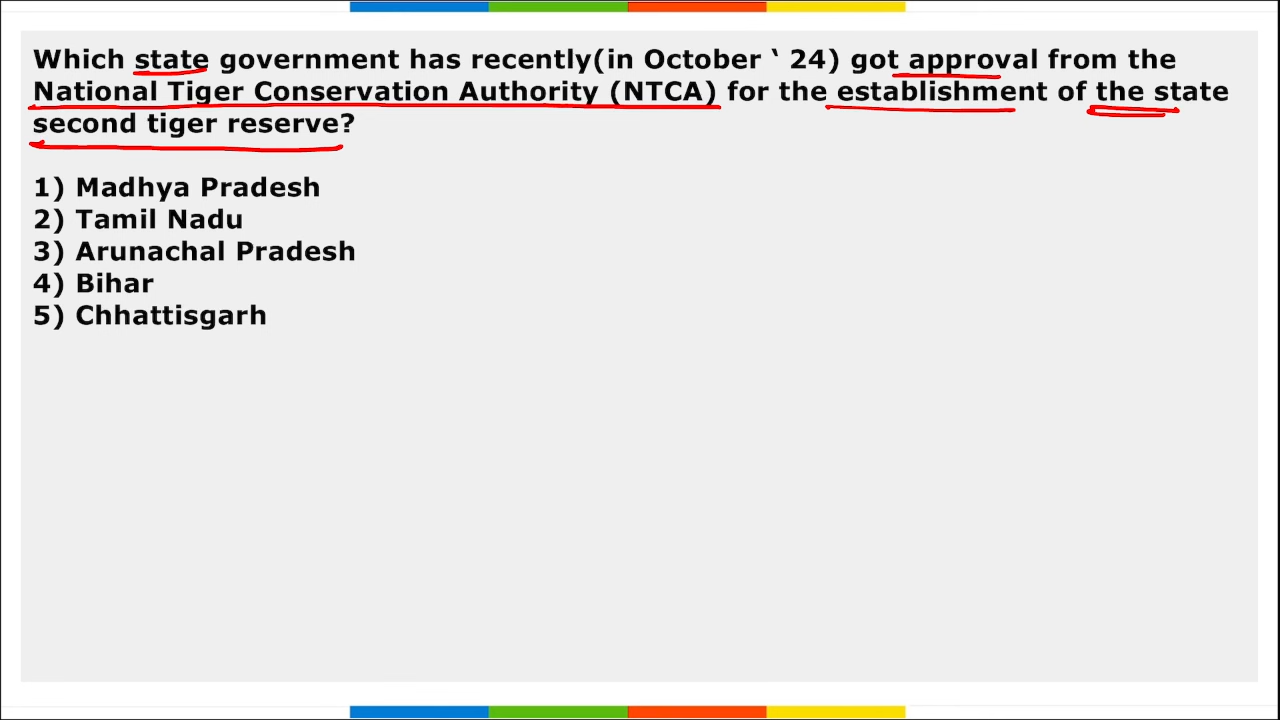 Which state government has recently(in October ‵ 24) got approval from the
National Tiger Conservation Authority (NTCA) for the establishment of the state
second tiger reserve?
1) Madhya Pradesh
2) Tamil Nadu
3) Arunachal Pradesh
4) Bihar
5) Chhattisgarh